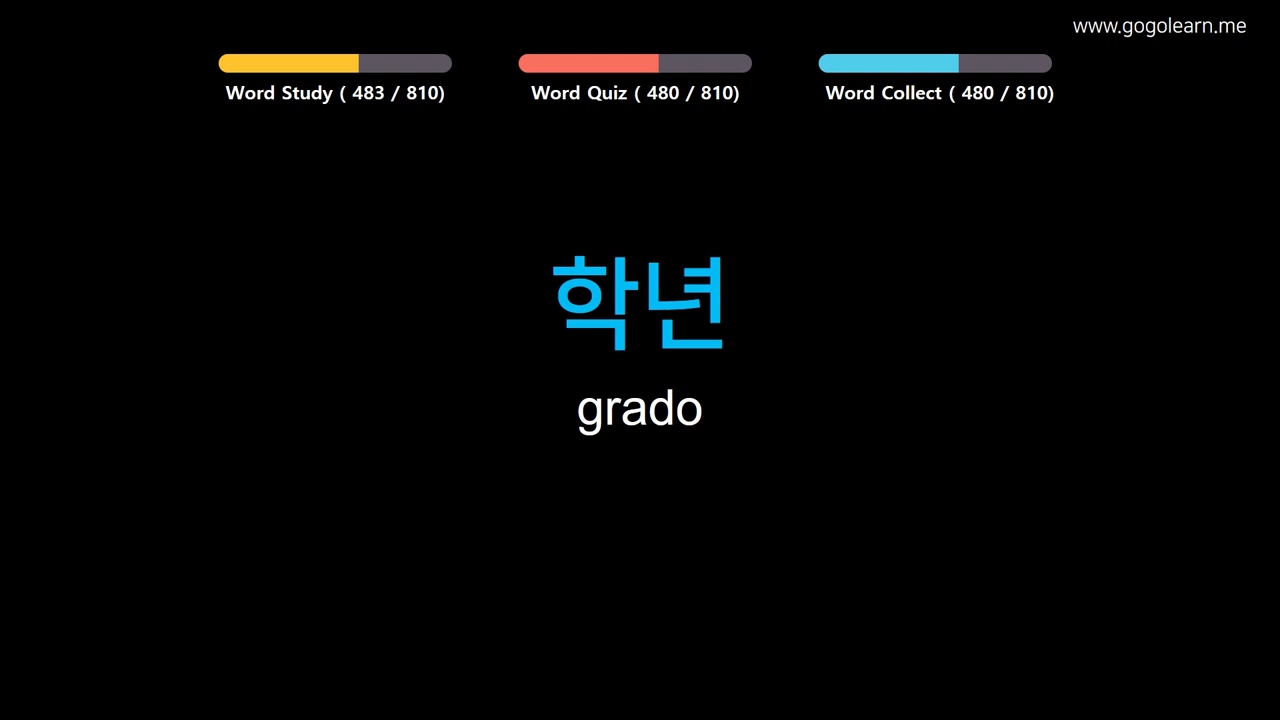 www.gogolearn.me
Word Study ( 483 / 810)
Word Quiz ( 480 / 810)
Word Collect ( 480 / 810)
학년
grado